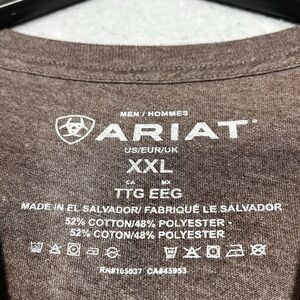 MEN / HOMMES
ARIAT
US/EUR/UK
XXL
CA MX
TTG EEG
MADE IN EL SALVADOR/ FABRIQUÉ LE.SALVADOR
52% COTTON/48% POLYESTER
52% COTTON/48% POLYESTER
RN#105037 CA#45953